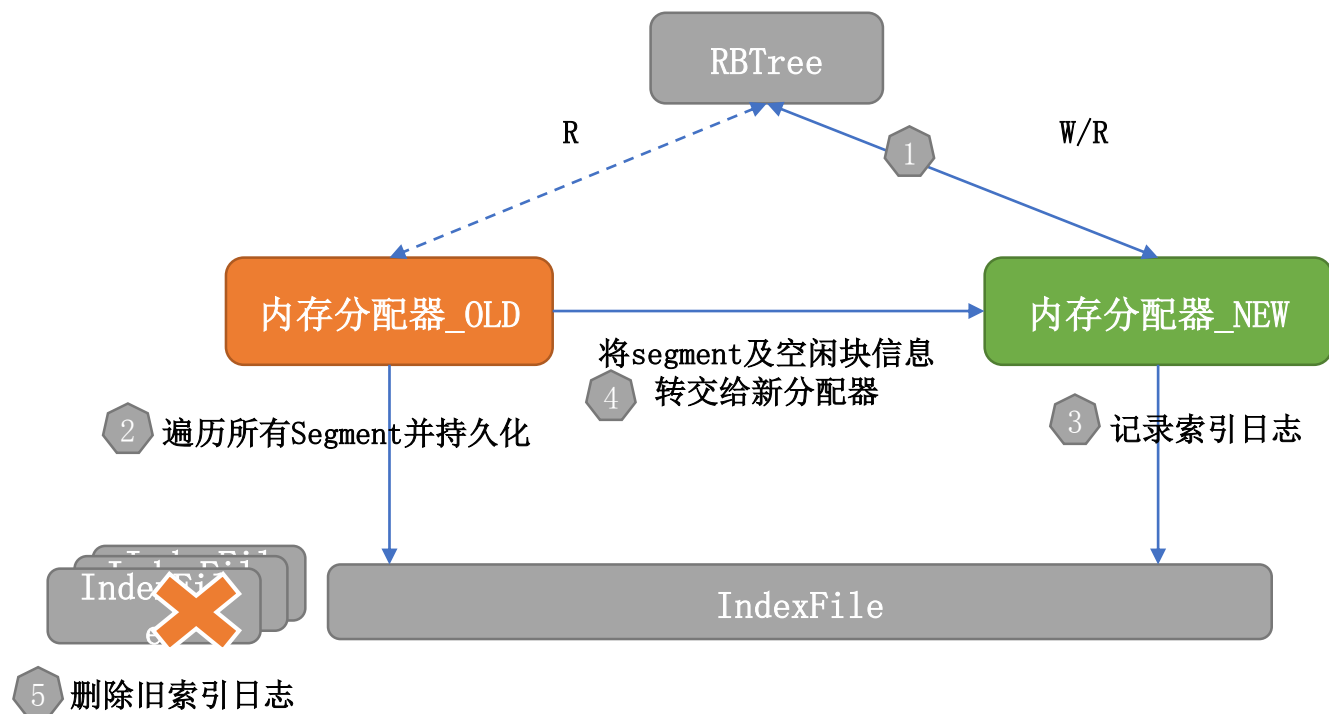 RBTree
R
W/R
1
内存分配器_OLD
内存分配器_NEW
将segment及空闲块信息
转交给新分配器
4
2
遍历所有Segment并持久化
3
记录索引日志
IndexFile
5
删除旧索引日志